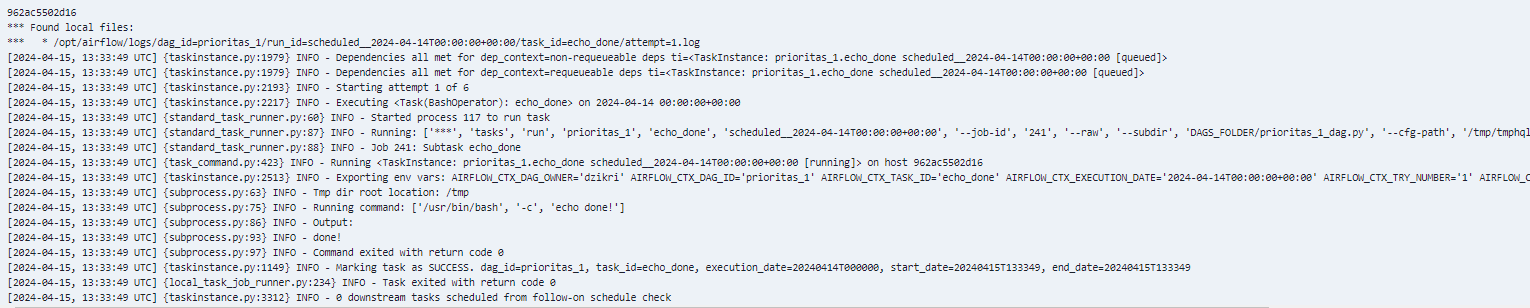 962ac5502d16
*** Found local files:
***   * /opt/airflow/logs/dag_id=prioritas_1/run_id=scheduled__2024-04-14T00:00:00+00:00/task_id=echo_done/attempt=1.log
[2024-04-15, 13:33:49 UTC] {taskinstance.py:1979} INFO - Dependencies all met for dep_context=non-requeueable deps ti=<TaskInstance: prioritas_1.echo_done scheduled__2024-04-14T00:00:00+00:00 [queued]>
[2024-04-15, 13:33:49 UTC] {taskinstance.py:1979} INFO - Dependencies all met for dep_context=requeueable deps ti=<TaskInstance: prioritas_1.echo_done scheduled__2024-04-14T00:00:00+00:00 [queued]>
[2024-04-15, 13:33:49 UTC] {taskinstance.py:2193} INFO - Starting attempt 1 of 6
[2024-04-15, 13:33:49 UTC] {taskinstance.py:2217} INFO - Executing <Task(BashOperator): echo_done> on 2024-04-14 00:00:00+00:00
[2024-04-15, 13:33:49 UTC] {standard_task_runner.py:60} INFO - Started process 117 to run task
[2024-04-15, 13:33:49 UTC] {standard_task_runner.py:87} INFO - Running: ['***', 'tasks', 'run', 'prioritas_1', 'echo_done', 'scheduled__2024-04-14T00:00:00+00:00', '--job-id', '241', '--raw', '--subdir', 'DAGS_FOLDER/prioritas_1_dag.py', '--cfg-path', '/tmp/tmphql
[2024-04-15, 13:33:49 UTC] {standard_task_runner.py:88} INFO - Job 241: Subtask echo_done
[2024-04-15, 13:33:49 UTC] {task_command.py:423} INFO - Running <TaskInstance: prioritas_1.echo_done scheduled__2024-04-14T00:00:00+00:00 [running]> on host 962ac5502d16
[2024-04-15, 13:33:49 UTC] {taskinstance.py:2513} INFO - Exporting env vars: AIRFLOW_CTX_DAG_OWNER='dzikri' AIRFLOW_CTX_DAG_ID='prioritas_1' AIRFLOW_CTX_TASK_ID='echo_done' AIRFLOW_CTX_EXECUTION_DATE='2024-04-14T00:00:00+00:00' AIRFLOW_CTX_TRY_NUMBER='1' AIRFLOW_C
[2024-04-15, 13:33:49 UTC] {subprocess.py:63} INFO - Tmp dir root location: /tmp
[2024-04-15, 13:33:49 UTC] {subprocess.py:75} INFO - Running command: ['/usr/bin/bash', '-c', 'echo done!']
[2024-04-15, 13:33:49 UTC] {subprocess.py:86} INFO - Output:
[2024-04-15, 13:33:49 UTC] {subprocess.py:93} INFO - done!
[2024-04-15, 13:33:49 UTC] {subprocess.py:97} INFO - Command exited with return code 0
[2024-04-15, 13:33:49 UTC] {taskinstance.py:1149} INFO - Marking task as SUCCESS. dag_id=prioritas_1, task_id=echo_done, execution_date=20240414T000000, start_date=20240415T133349, end_date=20240415T133349
[2024-04-15, 13:33:49 UTC] {local_task_job_runner.py:234} INFO - Task exited with return code 0
[2024-04-15, 13:33:49 UTC] {taskinstance.py:3312} INFO - 0 downstream tasks scheduled from follow-on schedule check